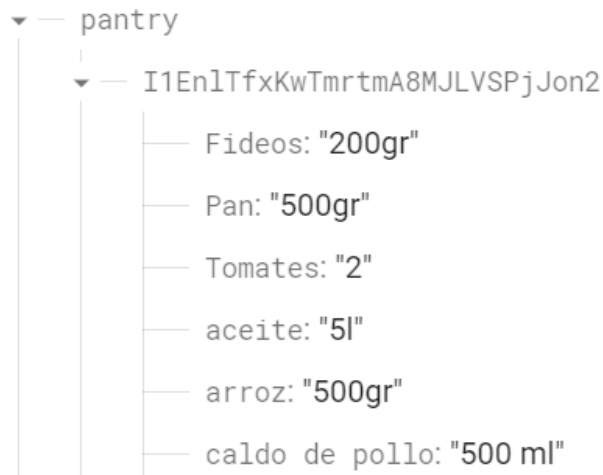 pantry
I1EnlTfxKwTmrtmA8MJLVSPjJon2
Fideos: "200gr"
Pan: "500gr"
Tomates: "2"
aceite: "5l"
arroz: "500gr"
caldo de pollo: "500 ml"